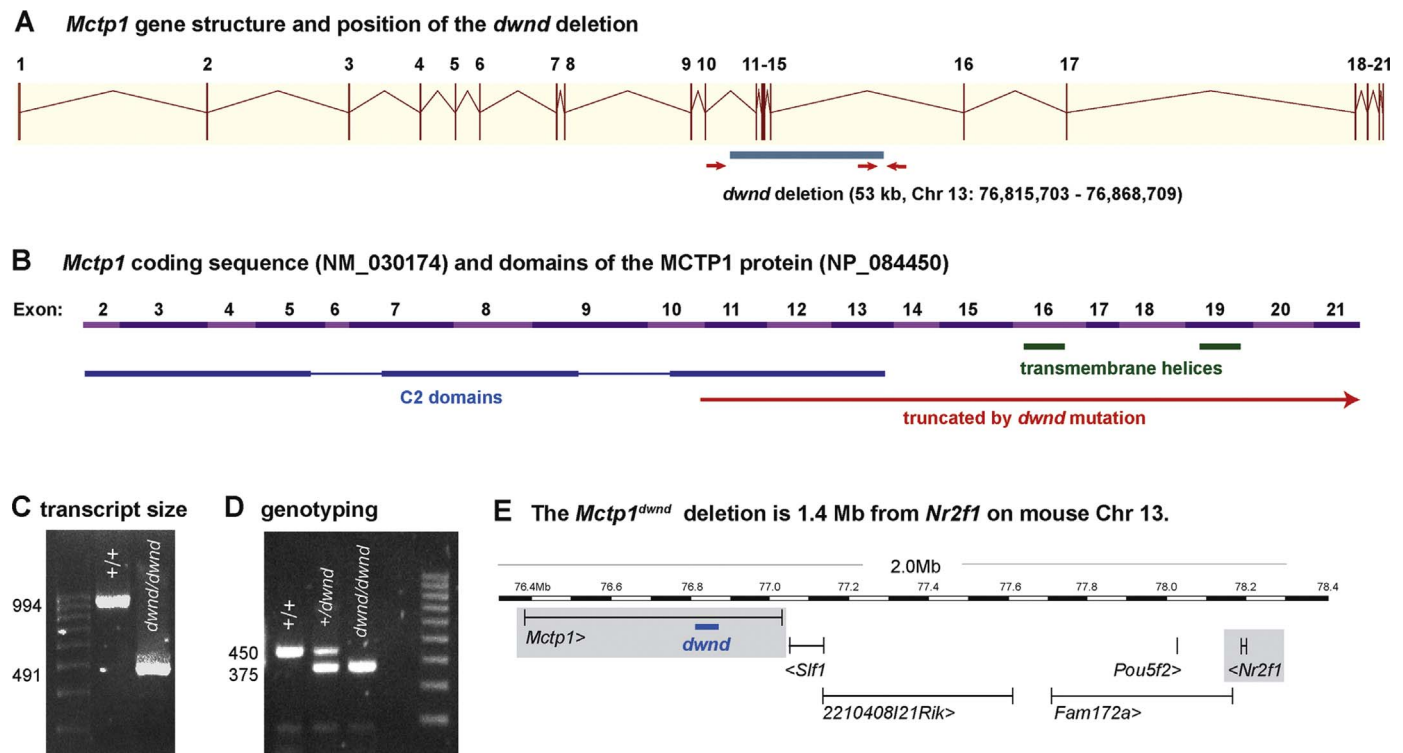 A Mctp1 gene structure and position of the dwnd deletion
1 2 3 4 5 6 7 8 9 10 11-15 16 17 18-21
dwnd deletion (53 kb, Chr 13: 76,815,703 - 76,868,709)
B Mctp1 coding sequence (NM_030174) and domains of the MCTP1 protein (NP_084450)
Exon: 2 3 4 5 6 7 8 9 10 11 12 13 14 15 16 17 18 19 20 21
transmembrane helices
C2 domains
truncated by dwnd mutation
C transcript size
+/+
dwnd/dwnd
994
491
D genotyping
+/+
+/dwnd
dwnd/dwnd
450
375
E The Mctp1dwnd deletion is 1.4 Mb from Nr2f1 on mouse Chr 13.
2.0Mb
76.4Mb 76.6 76.8 77.0 77.2 77.4 77.6 77.8 78.2 78.4
Mctp1>
dwnd
<Slf1
Pou5f2>
<Nr2f1
2210408I21Rik>
Fam172a>